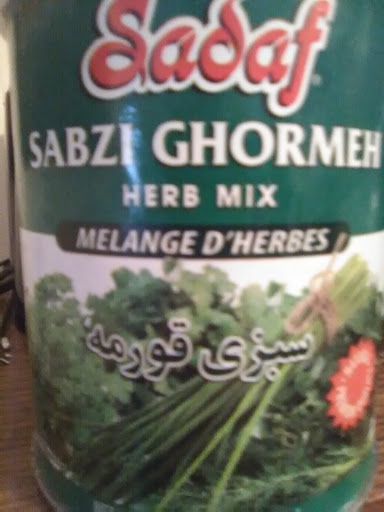 Sadaf
SABZI GHORMEH
HERB MIX
MELANGE D'HERBES
سبزی قورمه